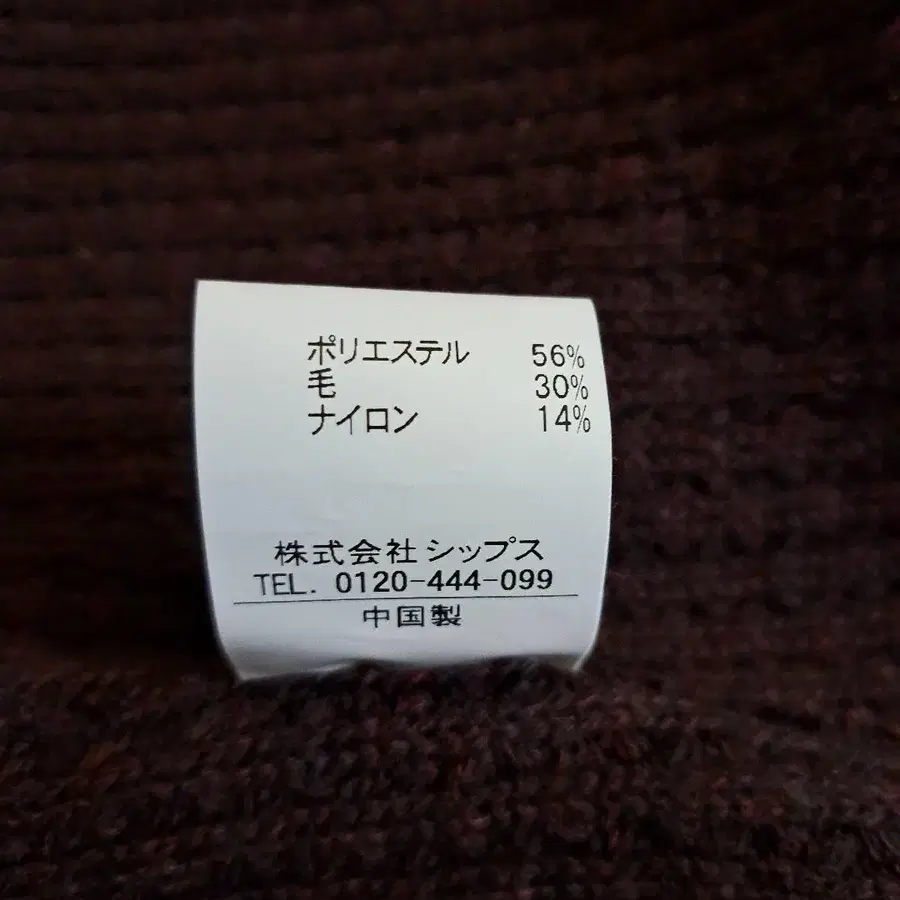 ポリエステル 56%
毛 30%
ナイロン 14%
株式会社シップス
TEL. 0120-444-099
中国製